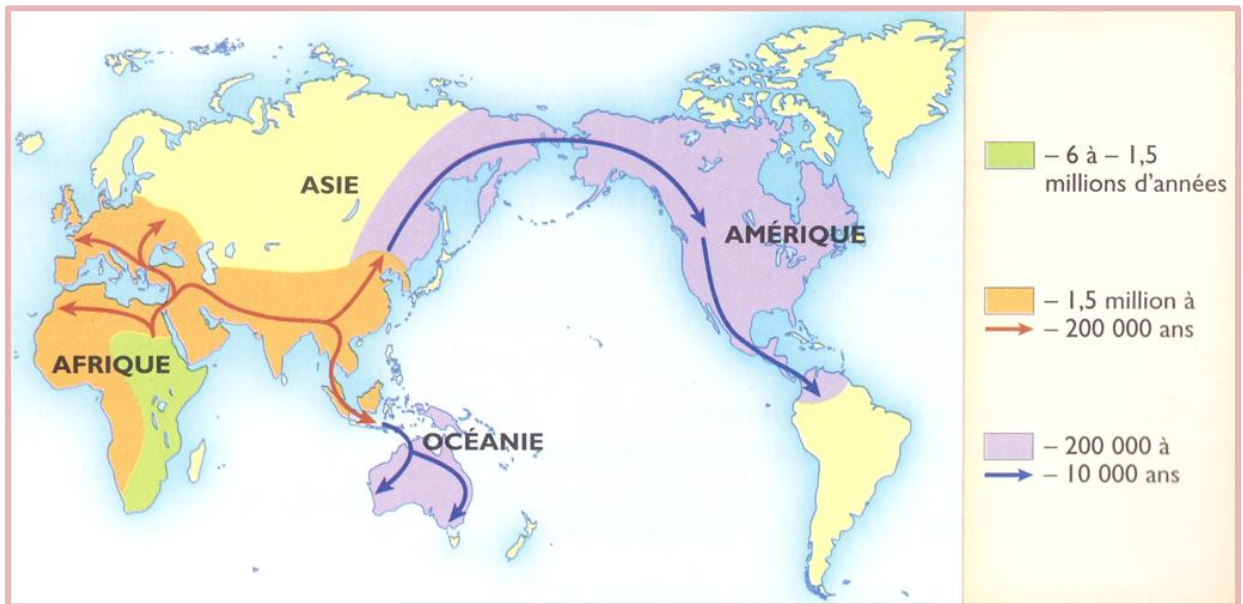 ASIE
AMÉRIQUE
AFRIQUE
OCÉANIE
– 6 à – 1,5
millions d'années
– 1,5 million à
– 200 000 ans
– 200 000 à
– 10 000 ans